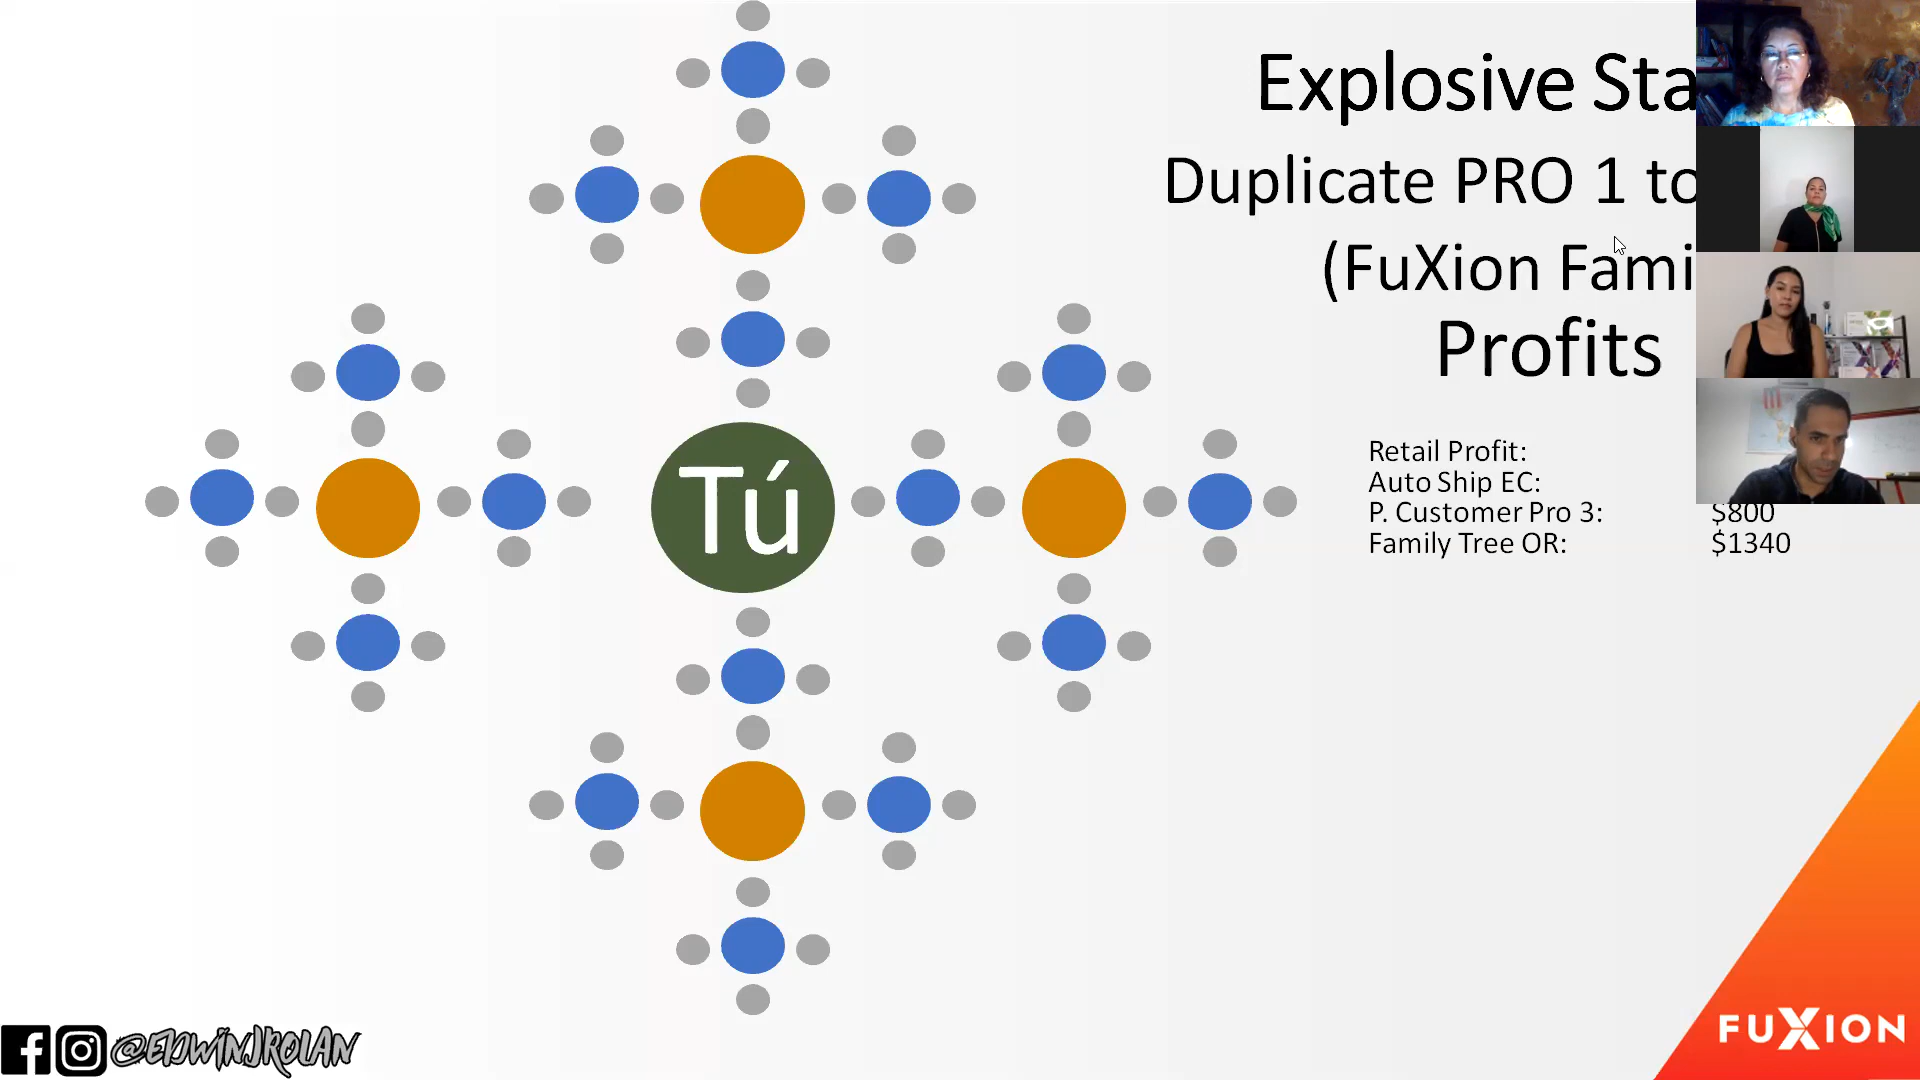 Explosive Sta
Duplicate PRO 1 to
(FuXion Fami
Profits
Retail Profit:
Auto Ship EC:
P. Customer Pro 3: $800
Family Tree OR: $1340
Tú
@EDWINJROLAN
FUXION